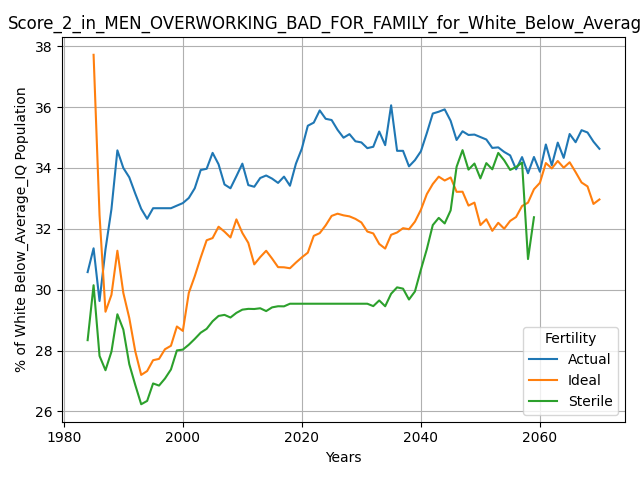 Score_2_in_MEN_OVERWORKING_BAD_FOR_FAMILY_for_White_Below_Averag
% of White Below_Average_IQ Population
38
36
34
32
30
28
26
1980 2000 2020 2040 2060
Years
Fertility
Actual
Ideal
Sterile